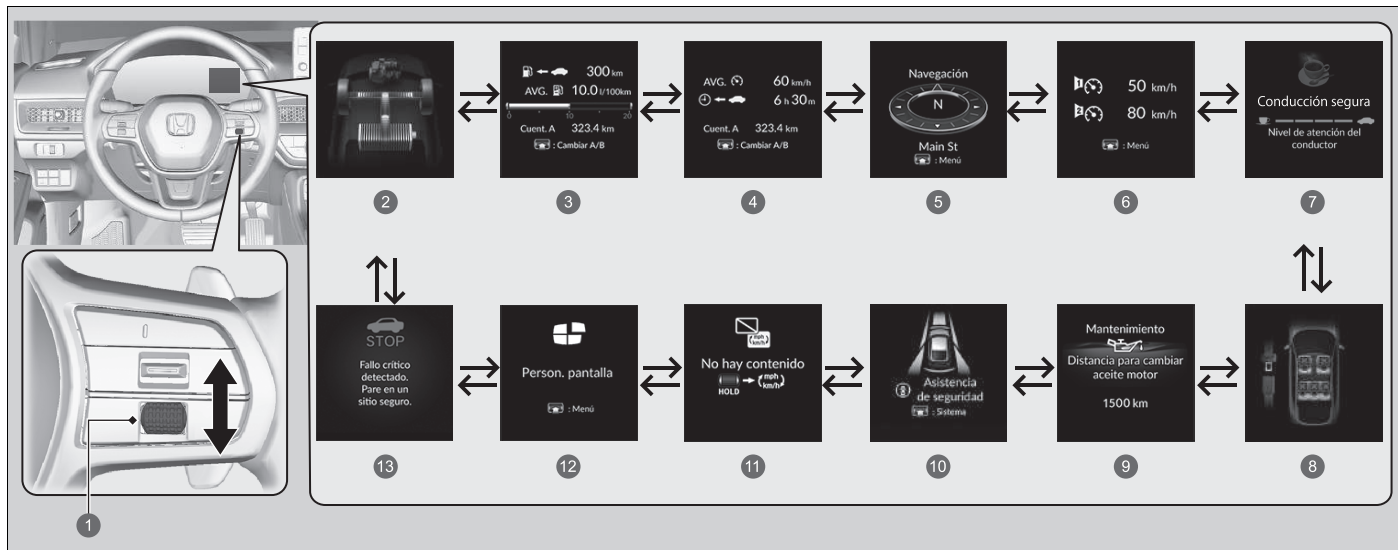 300 km
AVG. 10.0 l/100km
0 10 20
Cuent. A 323.4 km
: Cambiar A/B
3
AVG. 60 km/h
6 h 30 m
Cuent. A 323.4 km
: Cambiar A/B
4
Navegación
N
Main St
: Menú
5
1 50 km/h
2 80 km/h
: Menú
6
Conducción segura
Nivel de atención del
conductor
7
2
STOP
Fallo crítico
detectado.
Pare en un
sitio seguro.
13
Person. pantalla
: Menú
12
mph
km/h
No hay contenido
HOLD
mph
km/h
11
Asistencia
de seguridad
: Sistema
10
Mantenimiento
Distancia para cambiar
aceite motor
1500 km
9
8
1